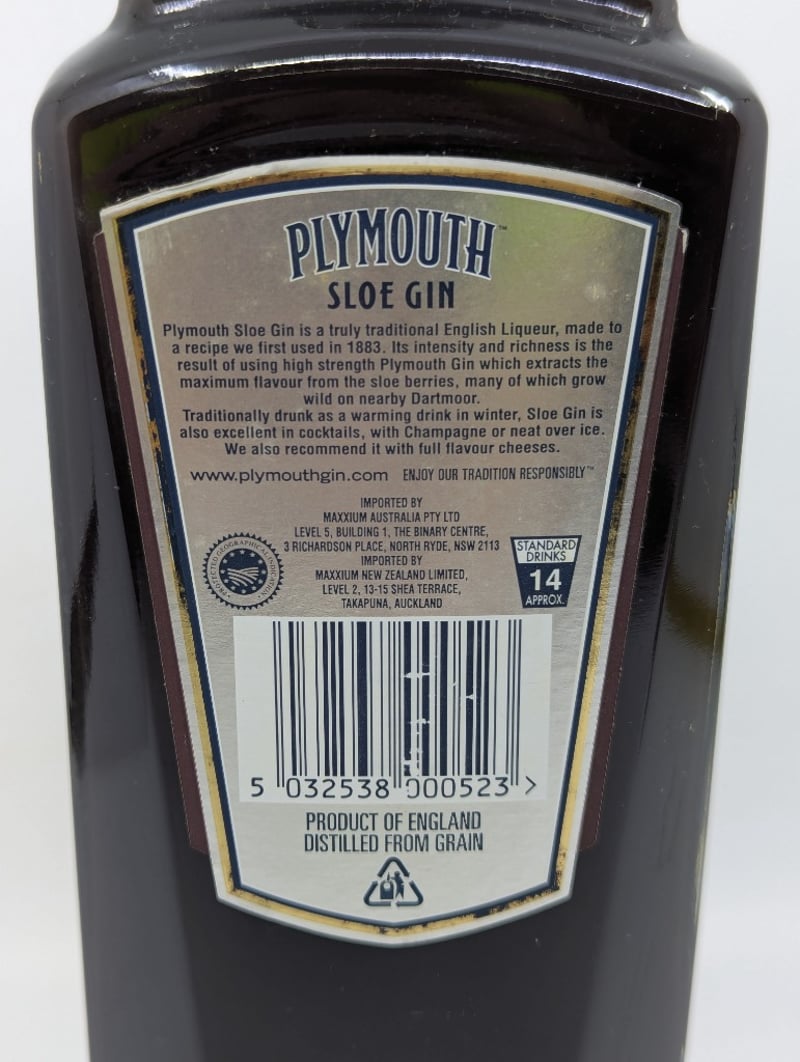 PLYMOUTH™
SLOE GIN
Plymouth Sloe Gin is a truly traditional English Liqueur, made to
a recipe we first used in 1883. Its intensity and richness is the
result of using high strength Plymouth Gin which extracts the
maximum flavour from the sloe berries, many of which grow
wild on nearby Dartmoor.
Traditionally drunk as a warming drink in winter, Sloe Gin is
also excellent in cocktails, with Champagne or neat over ice.
We also recommend it with full flavour cheeses.
www.plymouthgin.com ENJOY OUR TRADITION RESPONSIBLY™
IMPORTED BY
MAXXIUM AUSTRALIA PTY LTD
LEVEL 5, BUILDING 1, THE BINARY CENTRE,
3 RICHARDSON PLACE, NORTH RYDE, NSW 2113
IMPORTED BY
MAXXIUM NEW ZEALAND LIMITED,
LEVEL 2, 13-15 SHEA TERRACE,
TAKAPUNA, AUCKLAND
PROTECTED GEOGRAPHICAL INDICATION
STANDARD
DRINKS
14
APPROX.
5 032538 000523 >
PRODUCT OF ENGLAND
DISTILLED FROM GRAIN